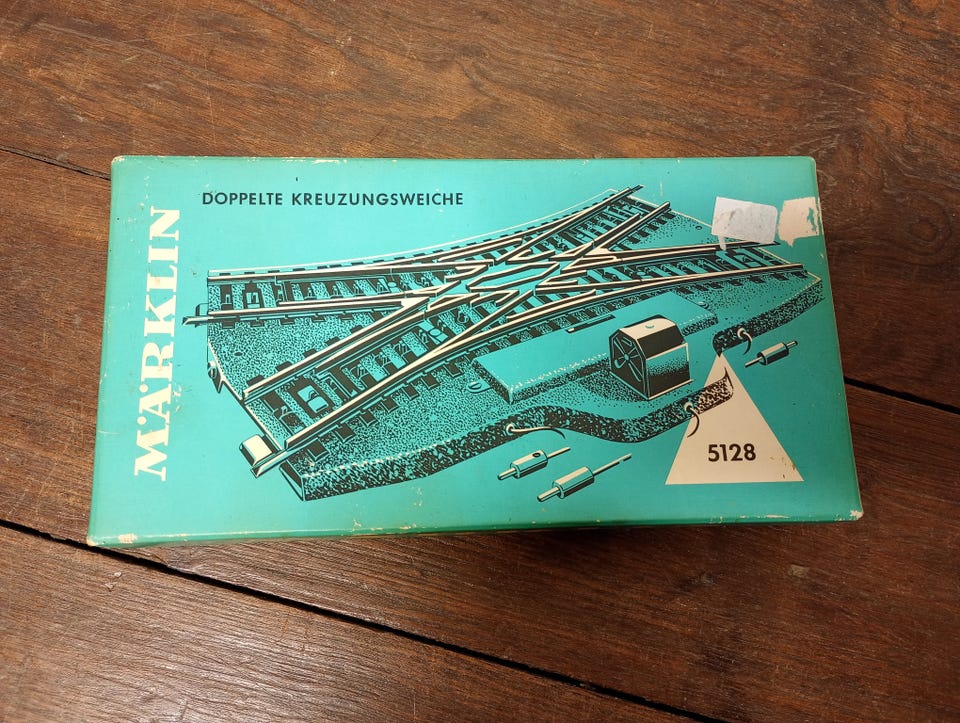 DOPPELTE KREUZUNGSWEICHE
MÄRKLIN
5128